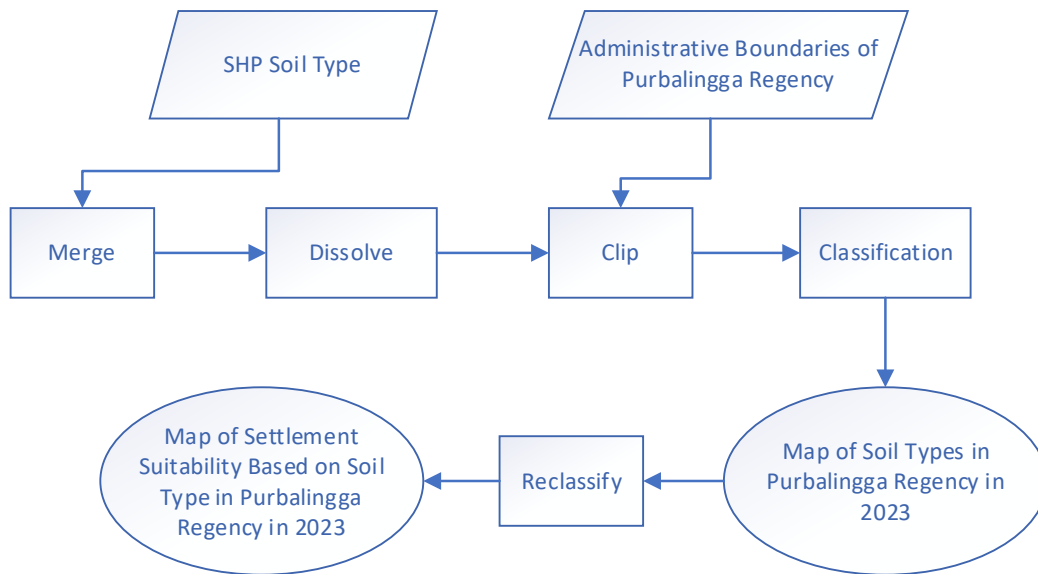 SHP Soil Type
Administrative Boundaries of
Purbalingga Regency
Merge
Dissolve
Clip
Classification
Map of Settlement
Suitability Based on Soil
Type in Purbalingga
Regency in 2023
Reclassify
Map of Soil Types in
Purbalingga Regency in
2023